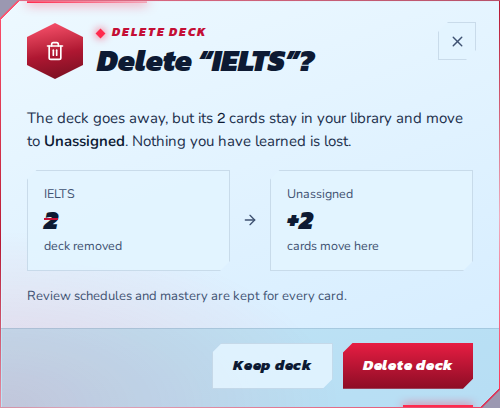 DELETE DECK
Delete “IELTS”?
The deck goes away, but its 2 cards stay in your library and move
to Unassigned. Nothing you have learned is lost.
IELTS
2
deck removed
Unassigned
+2
cards move here
Review schedules and mastery are kept for every card.
Keep deck
Delete deck